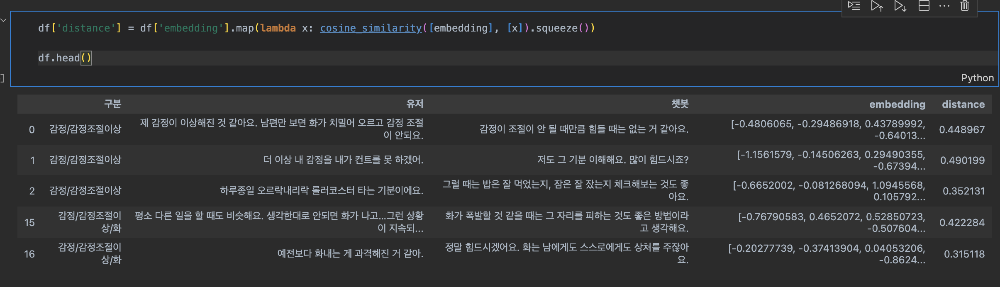 df['distance'] = df['embedding'].map(lambda x: cosine_similarity([embedding], [x]).squeeze())
df.head()
]
Python
구분 유저 챗봇 embedding distance
0 감정/감정조절이상 제 감정이 이상해진 것 같아요. 남편만 보면 화가 치밀어 오르고 감정 조절
이 안되요. 감정이 조절이 안 될 때만큼 힘들 때는 없는 거 같아요. [-0.4806065, -0.29486918, 0.43789992,
-0.64013... 0.448967
1 감정/감정조절이상 더 이상 내 감정을 내가 컨트롤 못 하겠어. 저도 그 기분 이해해요. 많이 힘드시죠? [-1.1561579, -0.14506263, 0.29490355,
-0.67394... 0.490199
2 감정/감정조절이상 하루종일 오르락내리락 롤러코스터 타는 기분이에요. 그럴 때는 밥은 잘 먹었는지, 잠은 잘 잤는지 체크해보는 것도 좋
아요. [-0.6652002, -0.081268094, 1.0945568,
0.105792... 0.352131
15 감정/감정조절이
상/화 평소 다른 일을 할 때도 비슷해요. 생각한대로 안되면 화가 나고...그런 상황
이 지속되... 화가 폭발할 것 같을 때는 그 자리를 피하는 것도 좋은 방법이라
고 생각해요. [-0.76790583, 0.4652072, 0.52850723,
-0.507604... 0.422284
16 감정/감정조절이
상/화 예전보다 화내는 게 과격해진 거 같아. 정말 힘드시겠어요. 화는 남에게도 스스로에게도 상처를 주잖아
요. [-0.20277739, -0.37413904, 0.04053206,
-0.8624... 0.315118